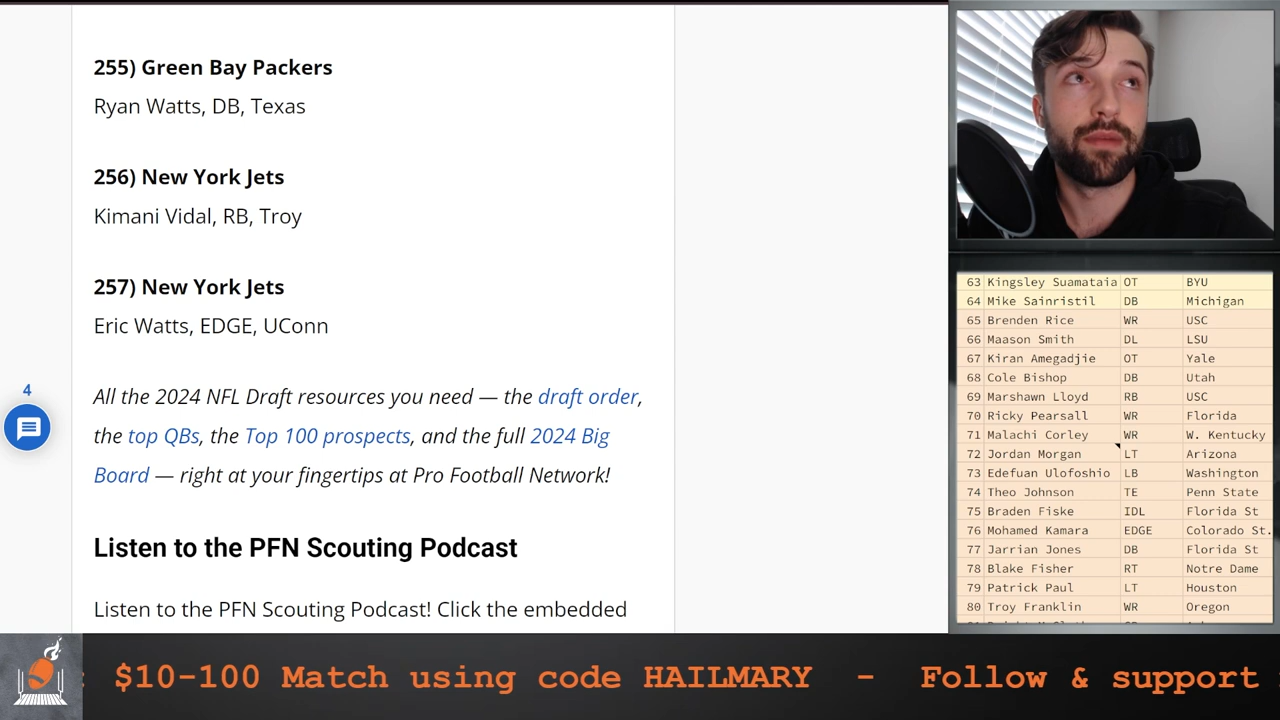 255) Green Bay Packers
Ryan Watts, DB, Texas
256) New York Jets
Kimani Vidal, RB, Troy
257) New York Jets
Eric Watts, EDGE, UConn
4
All the 2024 NFL Draft resources you need — the draft order,
the top QBs, the Top 100 prospects, and the full 2024 Big
Board — right at your fingertips at Pro Football Network!
Listen to the PFN Scouting Podcast
Listen to the PFN Scouting Podcast! Click the embedded
63 Kingsley Suamataia OT BYU
64 Mike Sainristil DB Michigan
65 Brenden Rice WR USC
66 Maason Smith DL LSU
67 Kiran Amegadjie OT Yale
68 Cole Bishop DB Utah
69 Marshawn Lloyd RB USC
70 Ricky Pearsall WR Florida
71 Malachi Corley WR W. Kentucky
72 Jordan Morgan LT Arizona
73 Edefuan Ulofoshio LB Washington
74 Theo Johnson TE Penn State
75 Braden Fiske IDL Florida St
76 Mohamed Kamara EDGE Colorado St.
77 Jarrian Jones DB Florida St
78 Blake Fisher RT Notre Dame
79 Patrick Paul LT Houston
80 Troy Franklin WR Oregon
: $10-100 Match using code HAILMARY - Follow & support